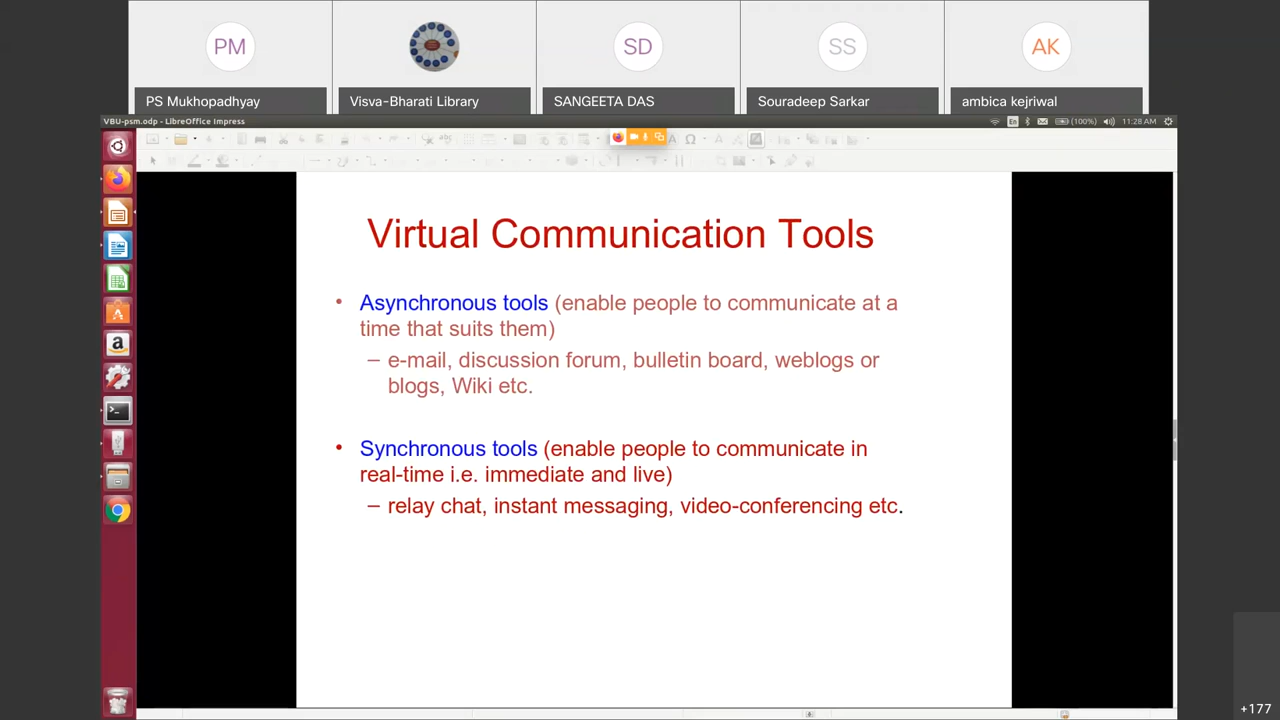 PM
SD
SS
AK
PS Mukhopadhyay
Visva-Bharati Library
SANGEETA DAS
Souradeep Sarkar
ambica kejriwal
VBU-psm.odp - LibreOffice Impress
En
(100%)
11:28 AM
Virtual Communication Tools
• Asynchronous tools (enable people to communicate at a
time that suits them)
– e-mail, discussion forum, bulletin board, weblogs or
blogs, Wiki etc.
• Synchronous tools (enable people to communicate in
real-time i.e. immediate and live)
– relay chat, instant messaging, video-conferencing etc.
+177